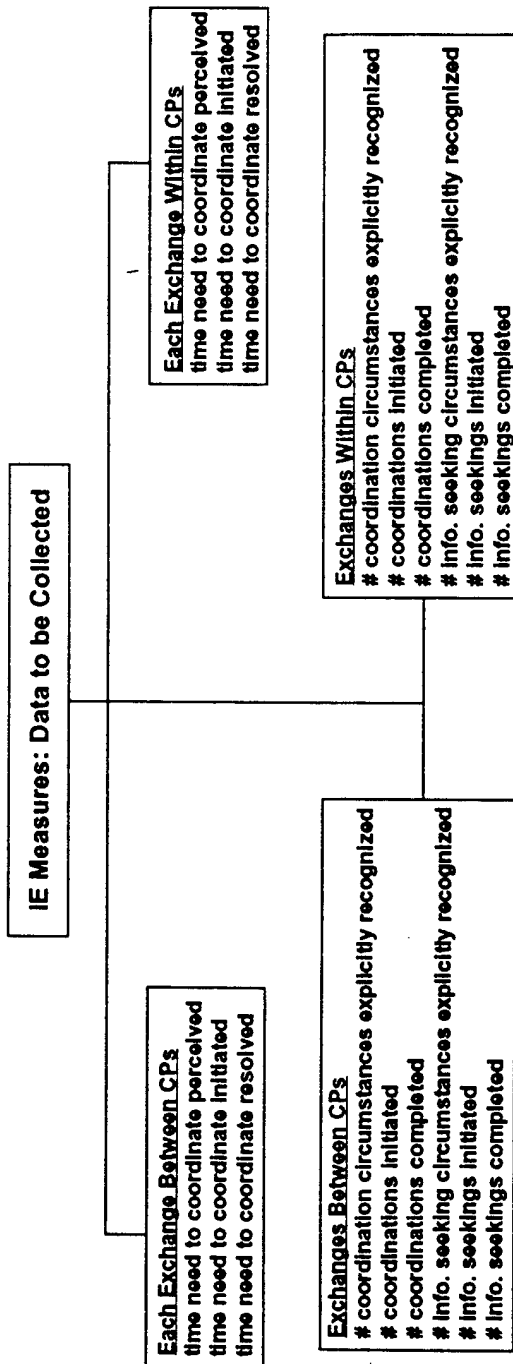 IE Measures: Data to be Collected
Each Exchange Between CPs
time need to coordinate perceived
time need to coordinate initiated
time need to coordinate resolved
Each Exchange Within CPs
time need to coordinate perceived
time need to coordinate initiated
time need to coordinate resolved
Exchanges Between CPs
# coordination circumstances explicitly recognized
# coordinations initiated
# coordinations completed
# info. seeking circumstances explicitly recognized
# info. seekings initiated
# info. seekings completed
Exchanges Within CPs
# coordination circumstances explicitly recognized
# coordinations initiated
# coordinations completed
# info. seeking circumstances explicitly recognized
# info. seekings initiated
# info. seekings completed